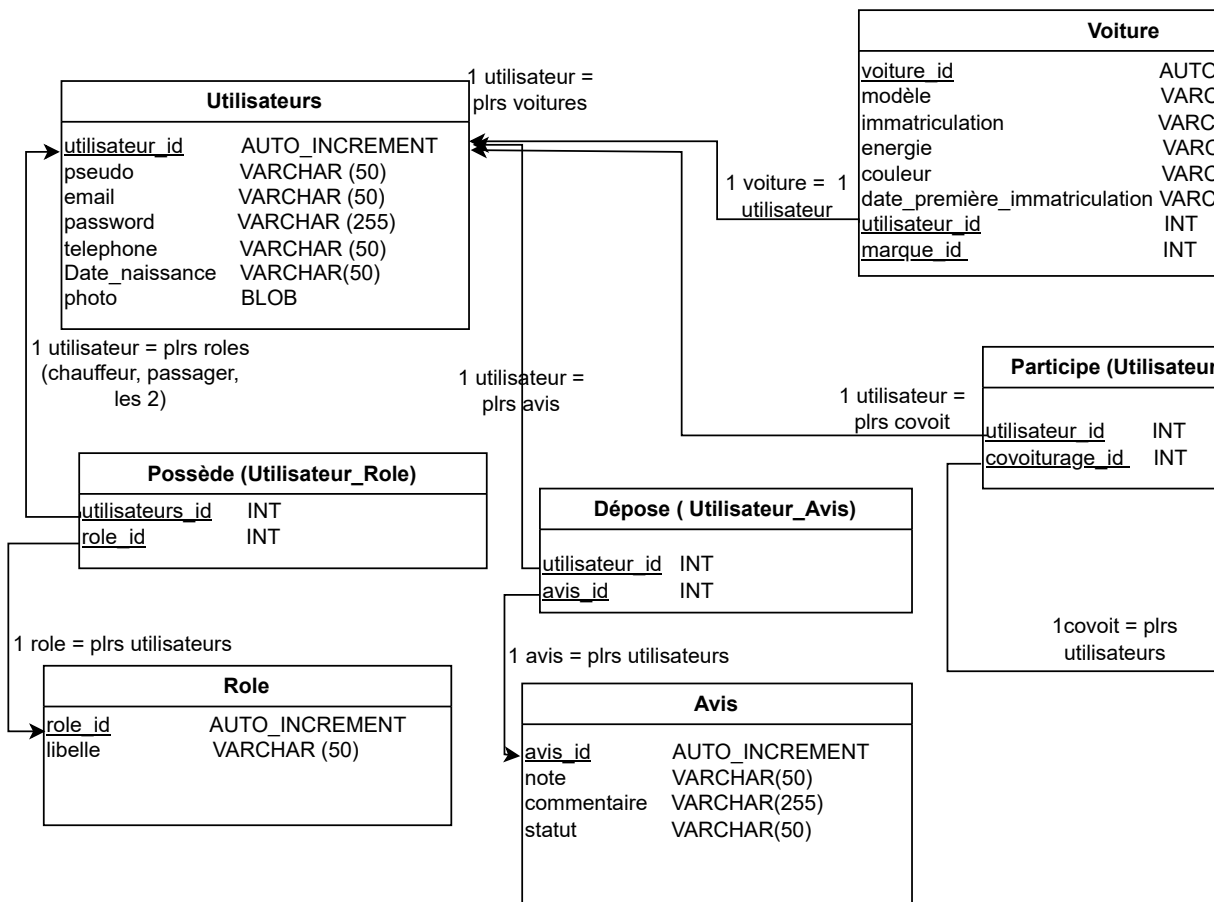 Voiture
voiture_id AUTO
modèle VARC
immatriculation VARC
energie VARC
couleur VARC
date_première_immatriculation VARC
utilisateur_id INT
marque_id INT
1 utilisateur =
plrs voitures
Utilisateurs
utilisateur_id AUTO_INCREMENT
pseudo VARCHAR (50)
email VARCHAR (50)
password VARCHAR (255)
telephone VARCHAR (50)
Date_naissance VARCHAR(50)
photo BLOB
1 voiture = 1
utilisateur
1 utilisateur = plrs roles
(chauffeur, passager,
les 2)
1 utilisateur =
plrs avis
1 utilisateur =
plrs covoit
Participe (Utilisateur
utilisateur_id INT
covoiturage_id INT
Possède (Utilisateur_Role)
utilisateurs_id INT
role_id INT
Dépose ( Utilisateur_Avis)
utilisateur_id INT
avis_id INT
1 role = plrs utilisateurs
1 avis = plrs utilisateurs
1covoit = plrs
utilisateurs
Role
role_id AUTO_INCREMENT
libelle VARCHAR (50)
Avis
avis_id AUTO_INCREMENT
note VARCHAR(50)
commentaire VARCHAR(255)
statut VARCHAR(50)